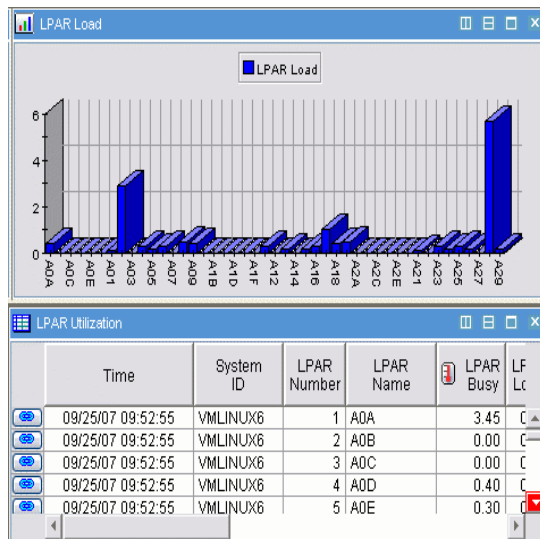 LPAR Load
LPAR Load
6
4
2
0
A0A A0C A0E A01 A03 A05 A07 A09 A1B A1D A1F A12 A14 A16 A18 A2A A2C A2E A21 A23 A25 A27 A29
LPAR Utilization
Time System ID LPAR Number LPAR Name LPAR Busy
09/25/07 09:52:55 VMLINUX6 1 A0A 3.45
09/25/07 09:52:55 VMLINUX6 2 A0B 0.00
09/25/07 09:52:55 VMLINUX6 3 A0C 0.00
09/25/07 09:52:55 VMLINUX6 4 A0D 0.40
09/25/07 09:52:55 VMLINUX6 5 A0E 0.30